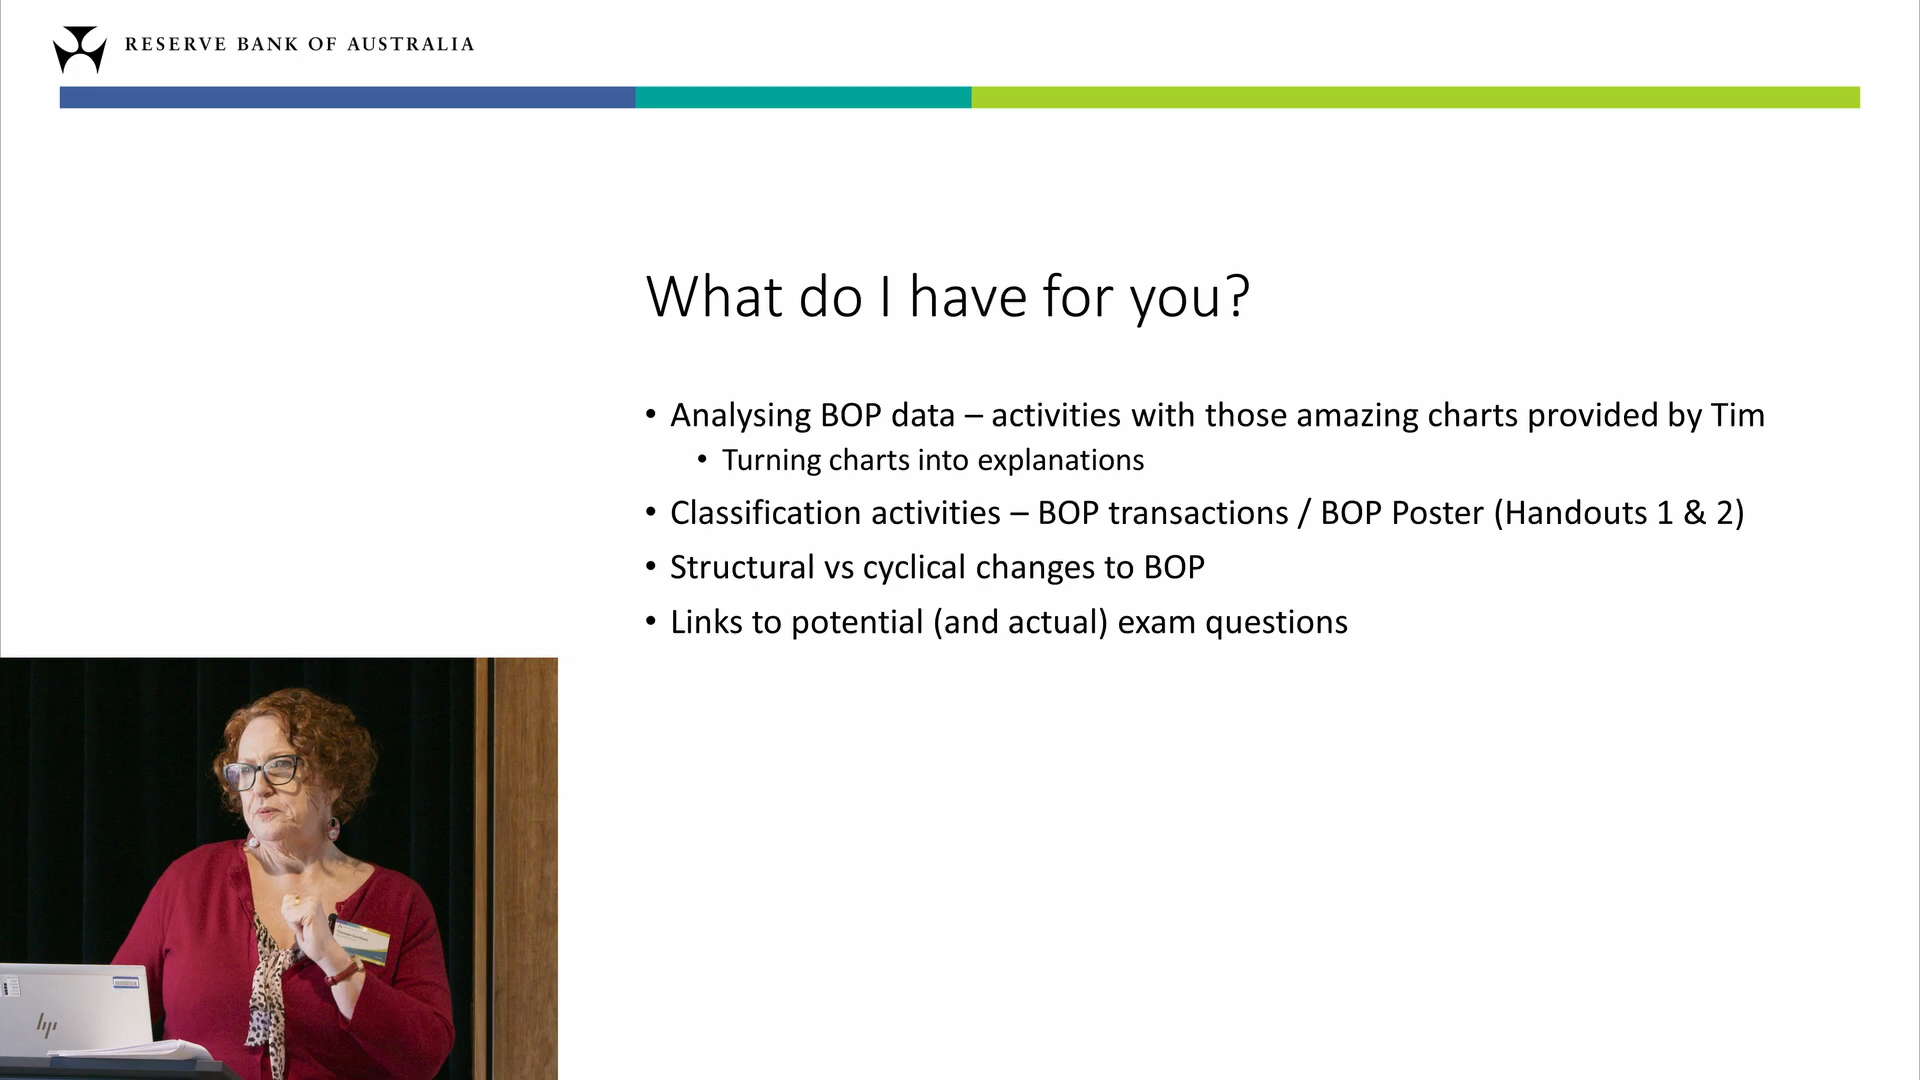 RESERVE BANK OF AUSTRALIA
What do I have for you?
• Analysing BOP data – activities with those amazing charts provided by Tim
• Turning charts into explanations
• Classification activities – BOP transactions / BOP Poster (Handouts 1 & 2)
• Structural vs cyclical changes to BOP
• Links to potential (and actual) exam questions
hp